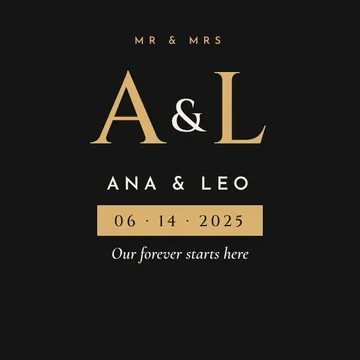 MR & MRS
A & L
ANA & LEO
06 · 14 · 2025
Our forever starts here